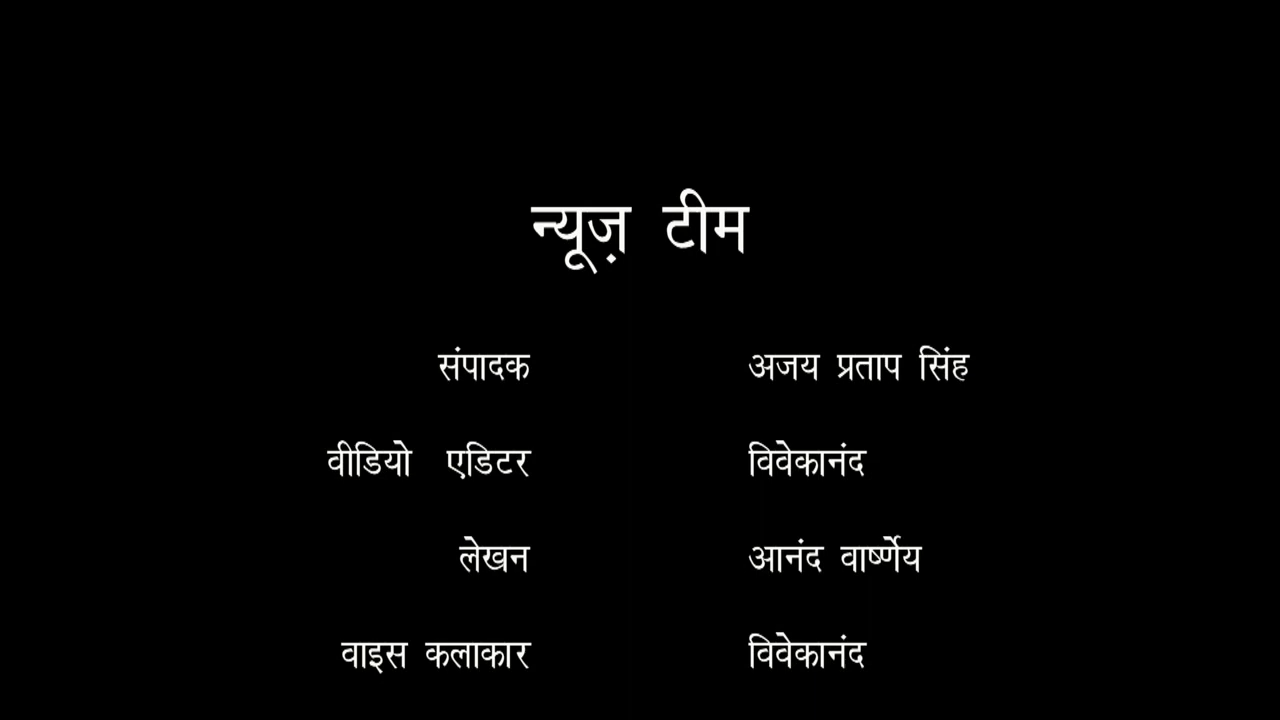 न्यूज़ टीम
संपादक अजय प्रताप सिंह
वीडियो एडिटर विवेकानंद
लेखन आनंद वार्ष्णेय
वाइस कलाकार विवेकानंद